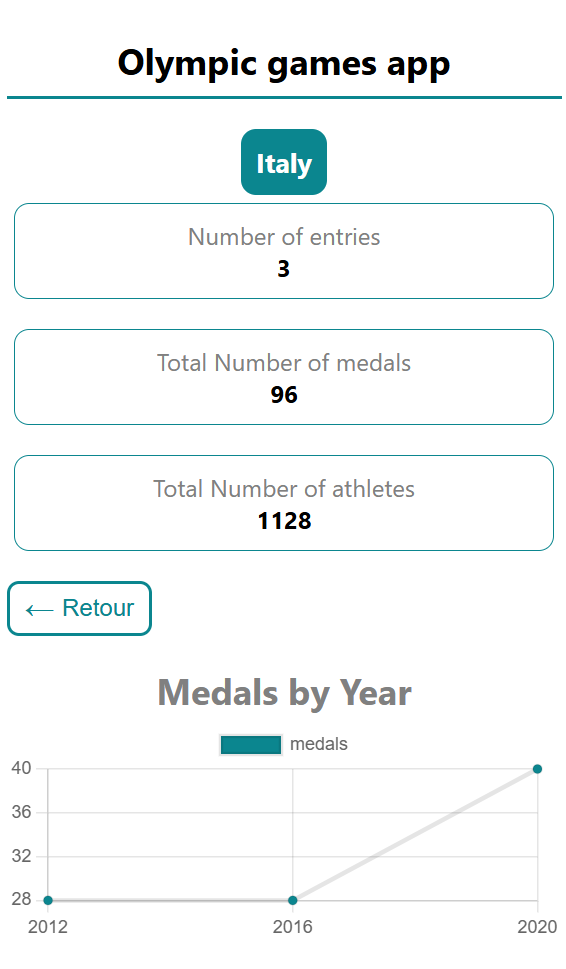 Olympic games app
Italy
Number of entries
3
Total Number of medals
96
Total Number of athletes
1128
← Retour
Medals by Year
medals
40
36
32
28
2012 2016 2020